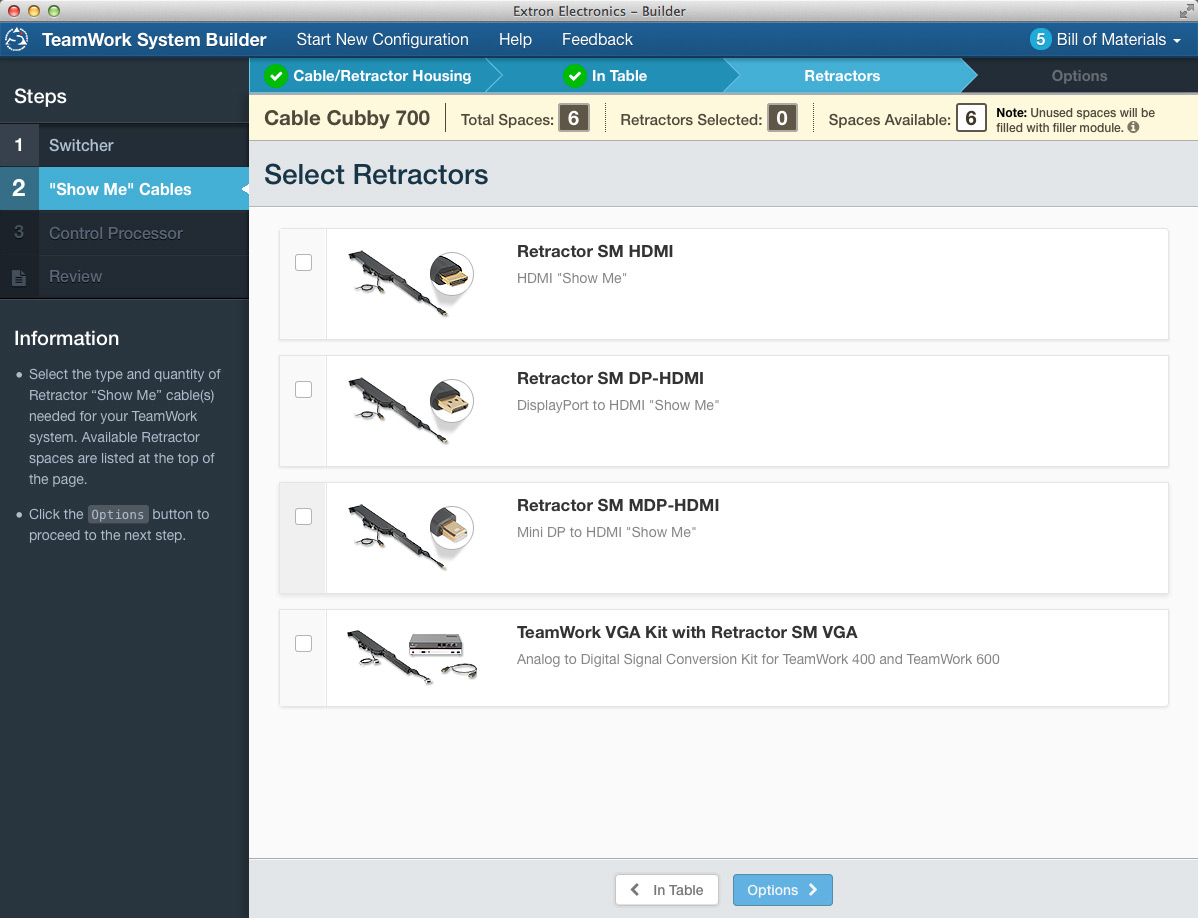 Extron Electronics – Builder
TeamWork System Builder Start New Configuration Help Feedback 5 Bill of Materials
Steps
1 Switcher
2 "Show Me" Cables
3 Control Processor
Review
Information
• Select the type and quantity of
Retractor “Show Me” cable(s)
needed for your TeamWork
system. Available Retractor
spaces are listed at the top of
the page.
• Click the Options button to
proceed to the next step.
Cable/Retractor Housing In Table Retractors Options
Cable Cubby 700 Total Spaces: 6 Retractors Selected: 0 Spaces Available: 6 Note: Unused spaces will be
filled with filler module.
Select Retractors
Retractor SM HDMI
HDMI "Show Me"
Retractor SM DP-HDMI
DisplayPort to HDMI "Show Me"
Retractor SM MDP-HDMI
Mini DP to HDMI "Show Me"
TeamWork VGA Kit with Retractor SM VGA
Analog to Digital Signal Conversion Kit for TeamWork 400 and TeamWork 600
In Table Options